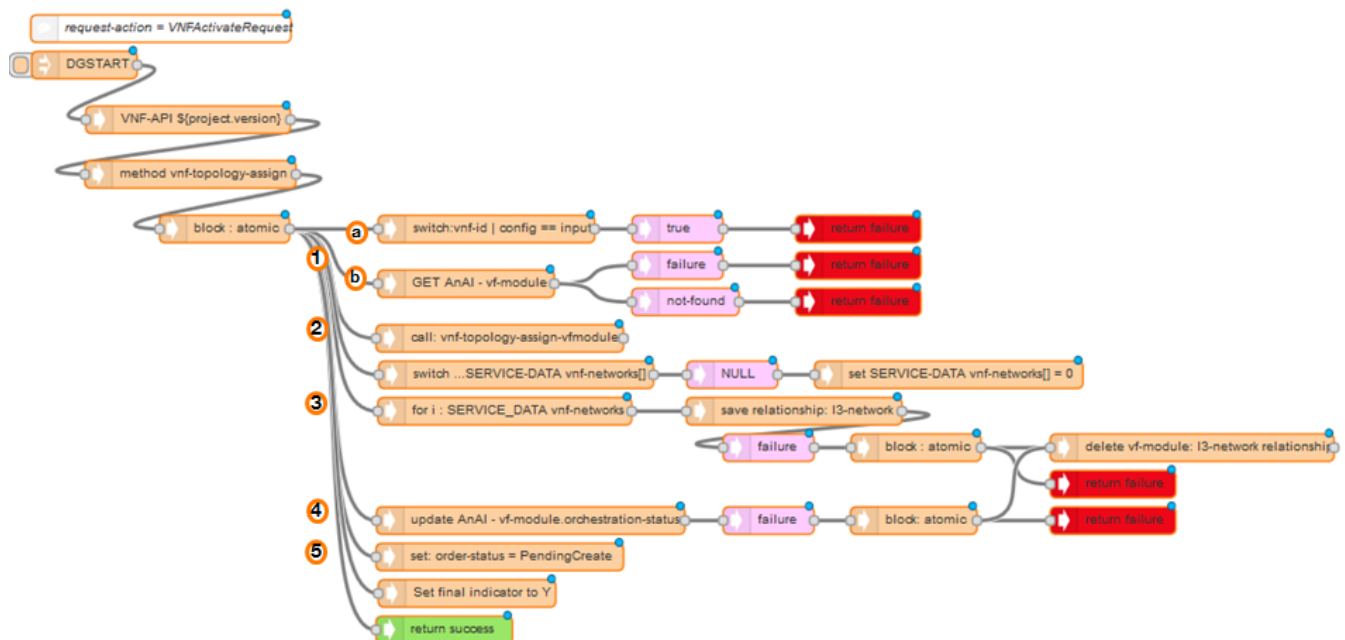 request-action = VNFActivateRequest
DGSTART
VNF-API ${project.version}
method vnf-topology-assign
block : atomic
a
switch:vnf-id | config == input
true
return failure
1
b
GET AnAI - vf-module
failure
return failure
not-found
return failure
2
call: vnf-topology-assign-vfmodule
switch ...SERVICE-DATA vnf-networks[]
NULL
set SERVICE-DATA vnf-networks[] = 0
3
for i : SERVICE_DATA vnf-networks
save relationship: l3-network
failure
block : atomic
delete vf-module: l3-network relationship
return failure
4
update AnAI - vf-module.orchestration-status
failure
block: atomic
return failure
5
set: order-status = PendingCreate
Set final indicator to Y
return success